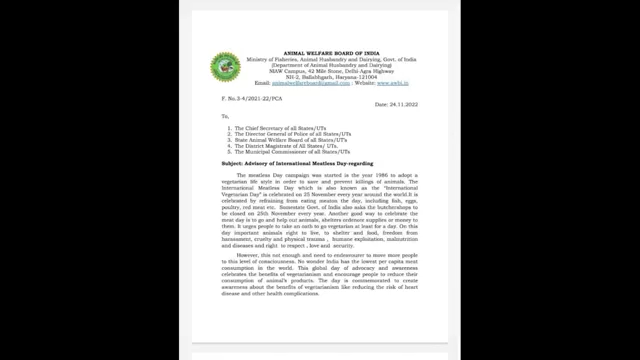 ANIMAL WELFARE BOARD OF INDIA
Ministry of Fisheries, Animal Husbandry and Dairying, Govt. of India
(Department of Animal Husbandry and Dairying)
NIAW Campus, 42 Mile Stone, Delhi-Agra Highway
NH-2, Ballabhgarh, Haryana-121004
Email: animalwelfareboard@gmail.com - Website: www.awbi.in
F. No.3-4/2021-22/PCA
Date: 24.11.2022
To,
1. The Chief Secretary of all States/UTs
2. The Director General of Police of all States/UTs
3. State Animal Welfare Board of all States/UT's
4. The District Magistrate of All States/ UTs,
5. The Municipal Commissioner of all States/UTs
Subject: Advisory of International Meatless Day-regarding
The meatless Day campaign was started is the year 1986 to adopt a
vegetarian life style in order to save and prevent killings of animals. The
International Meatless Day which is also known as the "International
Vegetarian Day" is celebrated on 25 November every year around the world.It is
celebrated by refraining from eating meaton the day, including fish, eggs,
poultry, red meat etc. Somestate Govt. of India also asks the butchershops to
be closed on 25th November every year. Another good way to celebrate the
meat day is to go and help out animals, shelters ordonate supplies or money to them.
It urges people to take an oath to go vegetarian at least for a day. On
this day important animals right to live, to shelter and food, freedom from
harassment, cruelty and physical trauma , humane exploitation, malnutrition
and diseases and right to respect , love and security.
However, this not enough and need to endeavourer to more more people
to this level of consciousness. No wonder India has the lowest per capita meat
consumption in the world. This global day of advocacy and awareness
celebrates the benefits of vegetarianism and encourage people to reduce their
consumption of animal's products. The day is commemorated to create
awareness about the benefits of vegetarianism like reducing the risk of heart
disease and other health complications.